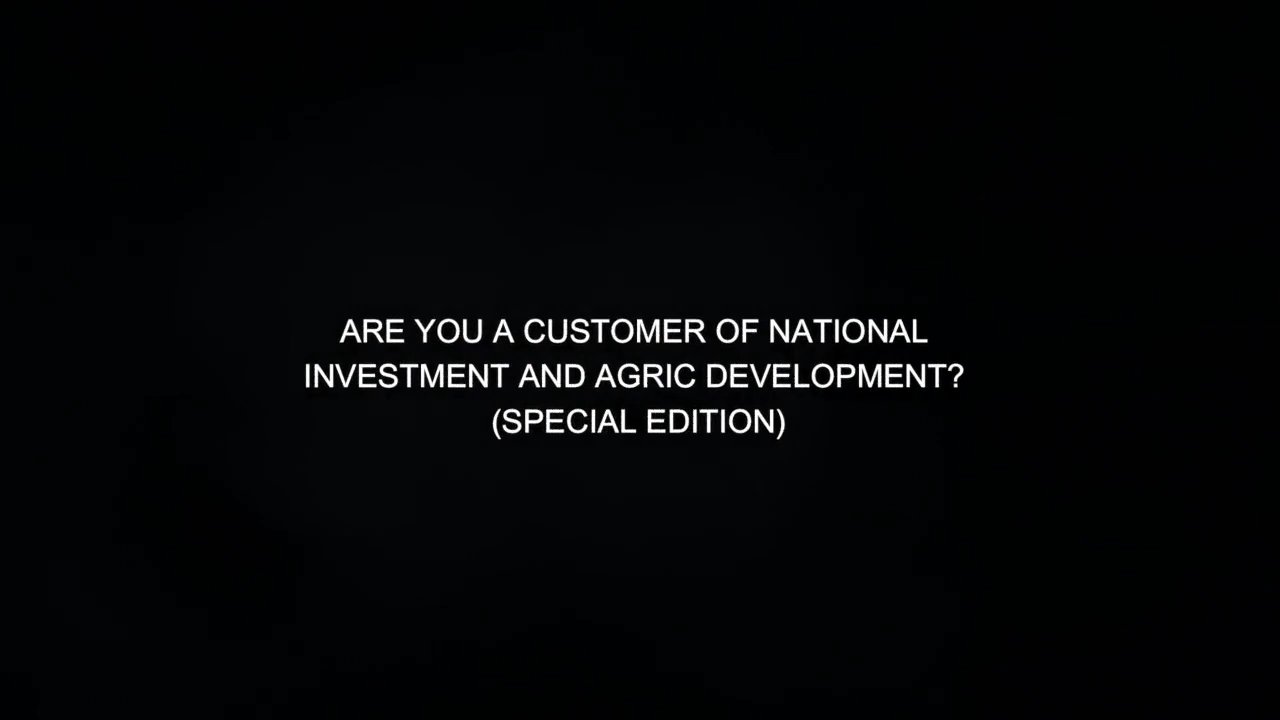 ARE YOU A CUSTOMER OF NATIONAL
INVESTMENT AND AGRIC DEVELOPMENT?
(SPECIAL EDITION)